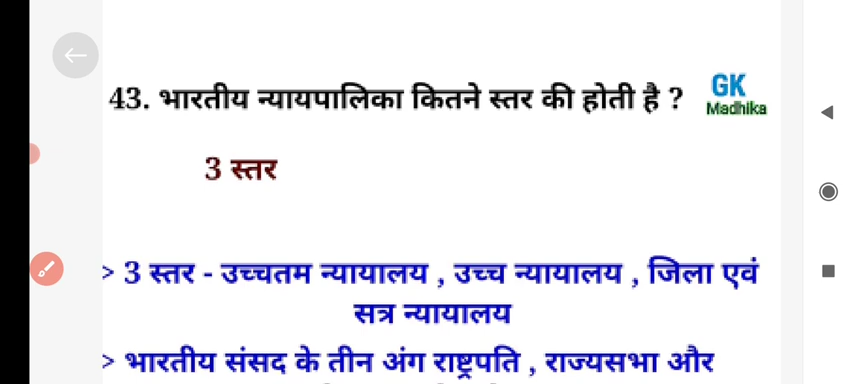 43. भारतीय न्यायपालिका कितने स्तर की होती है ?
GK
Madhika
3 स्तर
> 3 स्तर - उच्चतम न्यायालय , उच्च न्यायालय , जिला एवं
सत्र न्यायालय
> भारतीय संसद के तीन अंग राष्ट्रपति , राज्यसभा और